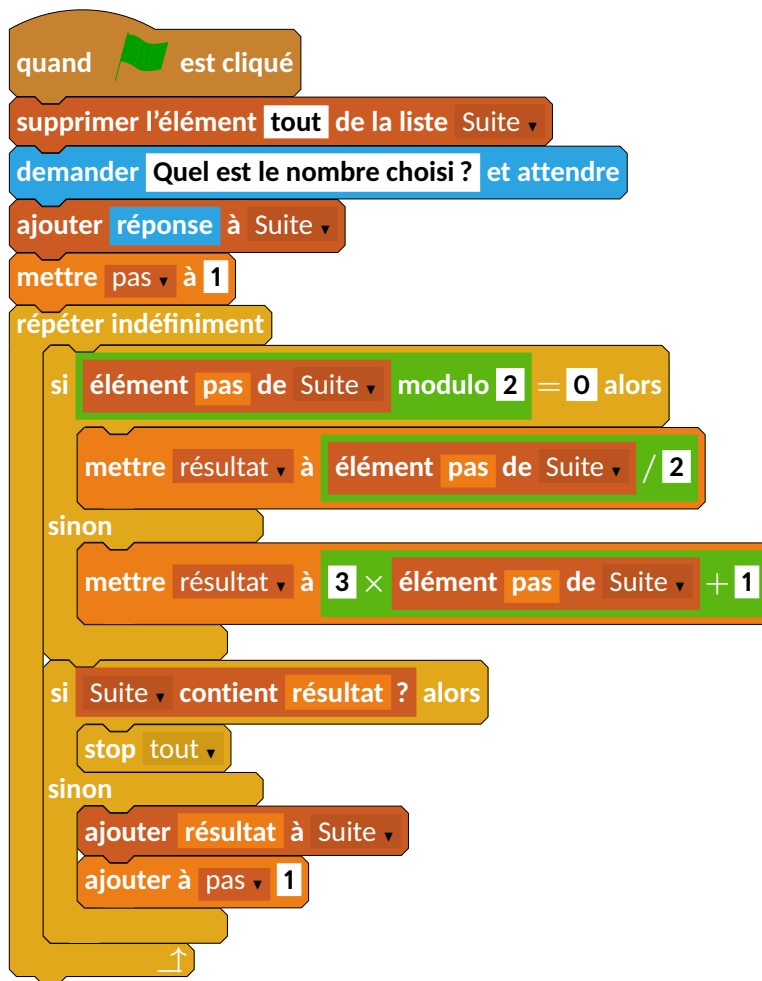 quand est cliqué
supprimer l’élément tout de la liste Suite ▾
demander Quel est le nombre choisi ? et attendre
ajouter réponse à Suite ▾
mettre pas ▾ à 1
répéter indéfiniment
si élément pas de Suite ▾ modulo 2 = 0 alors
mettre résultat ▾ à élément pas de Suite ▾ / 2
sinon
mettre résultat ▾ à 3 × élément pas de Suite ▾ + 1
si Suite ▾ contient résultat ? alors
stop tout ▾
sinon
ajouter résultat à Suite ▾
ajouter à pas ▾ 1